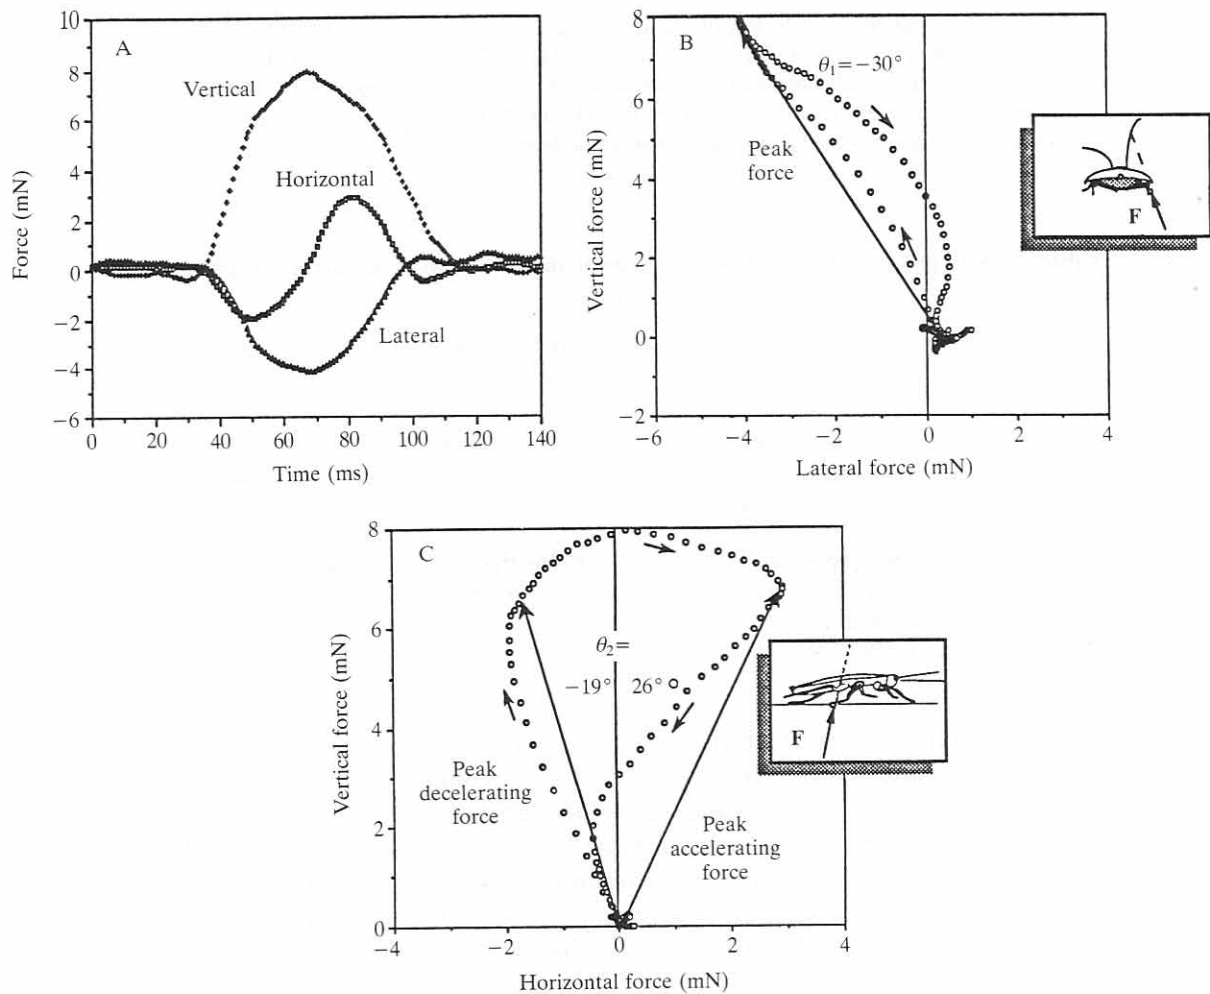 A
Force (mN)
10
8
6
4
2
0
−2
−4
−6
Vertical
Horizontal
Lateral
0 20 40 60 80 100 120 140
Time (ms)
B
Vertical force (mN)
8
6
4
2
0
−2
θ1=−30°
Peak
force
F
−6 −4 −2 0 2 4
Lateral force (mN)
C
Vertical force (mN)
8
6
4
2
0
θ2=
−19° 26°
Peak
decelerating
force
Peak
accelerating
force
F
−4 −2 0 2 4
Horizontal force (mN)